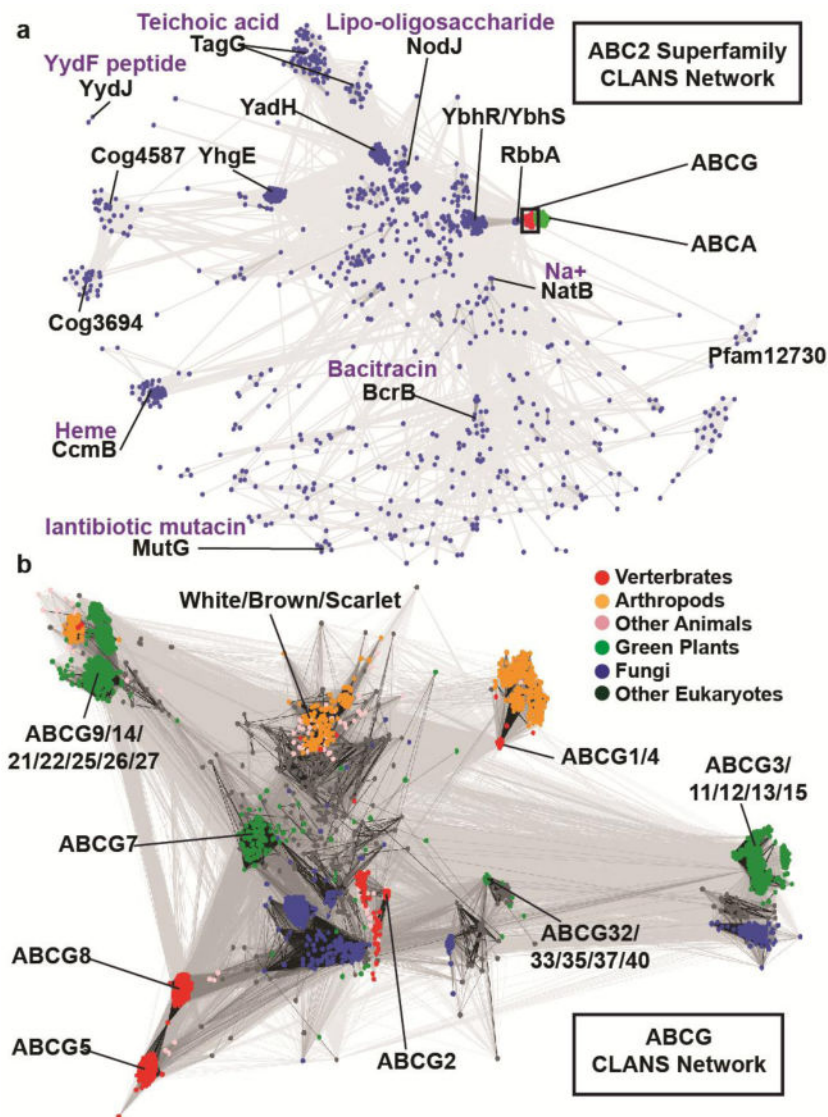 a
Teichoic acid
TagG
Lipo-oligosaccharide
NodJ
ABC2 Superfamily
CLANS Network
YydF peptide
YydJ
YadH
YbhR/YbhS
RbbA
ABCG
Cog4587
YhgE
ABCA
Na+
NatB
Cog3694
Pfam12730
Bacitracin
BcrB
Heme
CcmB
lantibiotic mutacin
MutG
b
White/Brown/Scarlet
Verterbrates
Arthropods
Other Animals
Green Plants
Fungi
Other Eukaryotes
ABCG9/14/
21/22/25/26/27
ABCG1/4
ABCG3/
11/12/13/15
ABCG7
ABCG32/
33/35/37/40
ABCG8
ABCG5
ABCG2
ABCG
CLANS Network